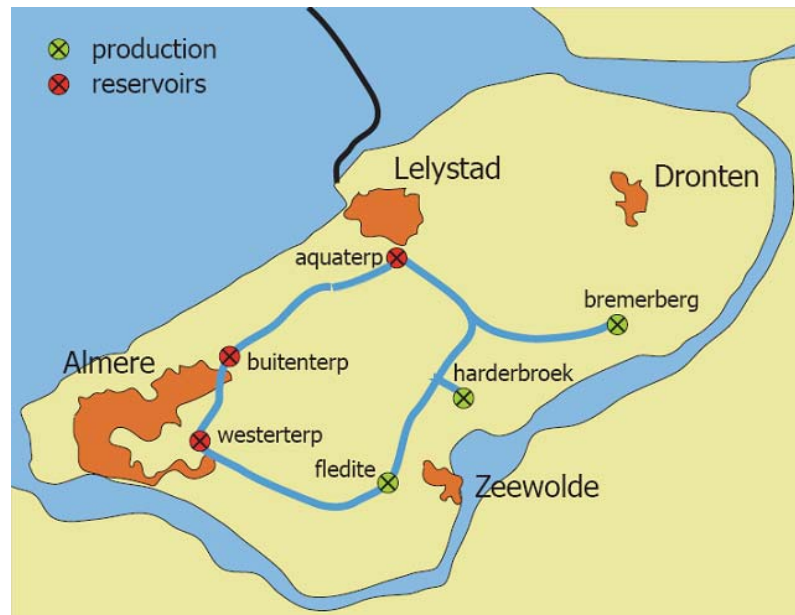 production
reservoirs
Lelystad
Dronten
aquaterp
bremerberg
Almere
buitenterp
harderbroek
westerterp
fledite
Zeewolde